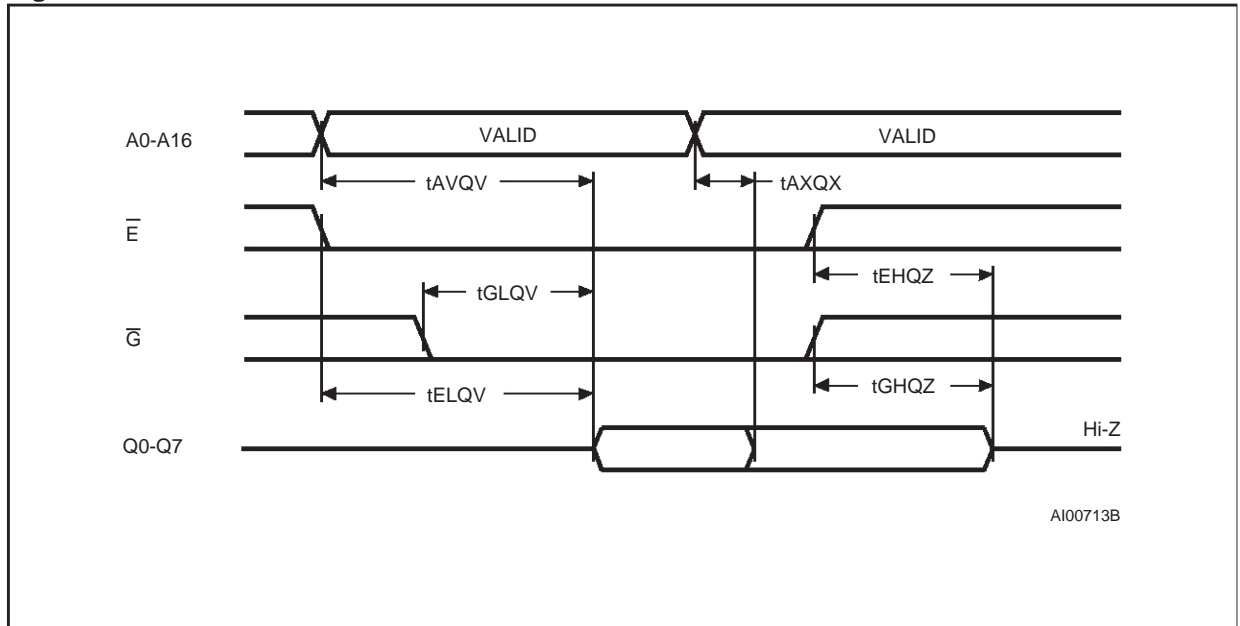 A0-A16
VALID
VALID
tAVQV
tAXQX
E
tEHQZ
tGLQV
G
tGHQZ
tELQV
Hi-Z
Q0-Q7
AI00713B